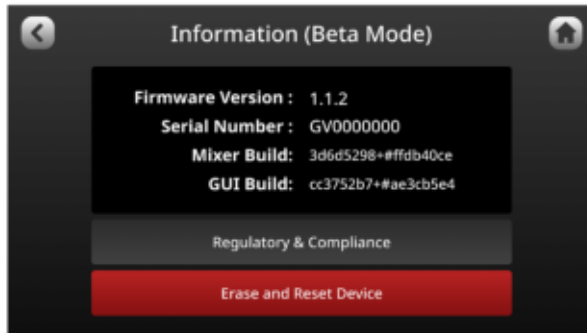 Information (Beta Mode)
Firmware Version : 1.1.2
Serial Number : GV0000000
Mixer Build: 3d6d5298+#ffdb40ce
GUI Build: cc3752b7+#ae3cb5e4
Regulatory & Compliance
Erase and Reset Device